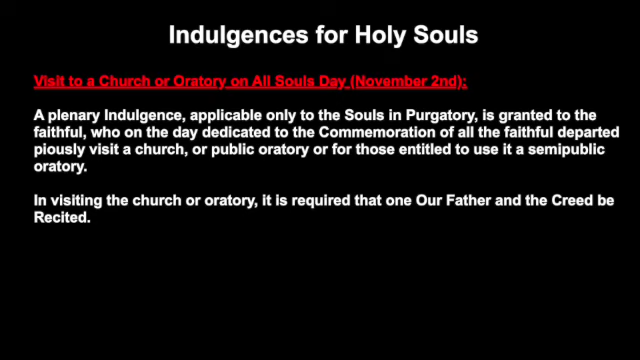 Indulgences for Holy Souls
Visit to a Church or Oratory on All Souls Day (November 2nd):
A plenary Indulgence, applicable only to the Souls in Purgatory, is granted to the
faithful, who on the day dedicated to the Commemoration of all the faithful departed
piously visit a church, or public oratory or for those entitled to use it a semipublic
oratory.
In visiting the church or oratory, it is required that one Our Father and the Creed be
Recited.